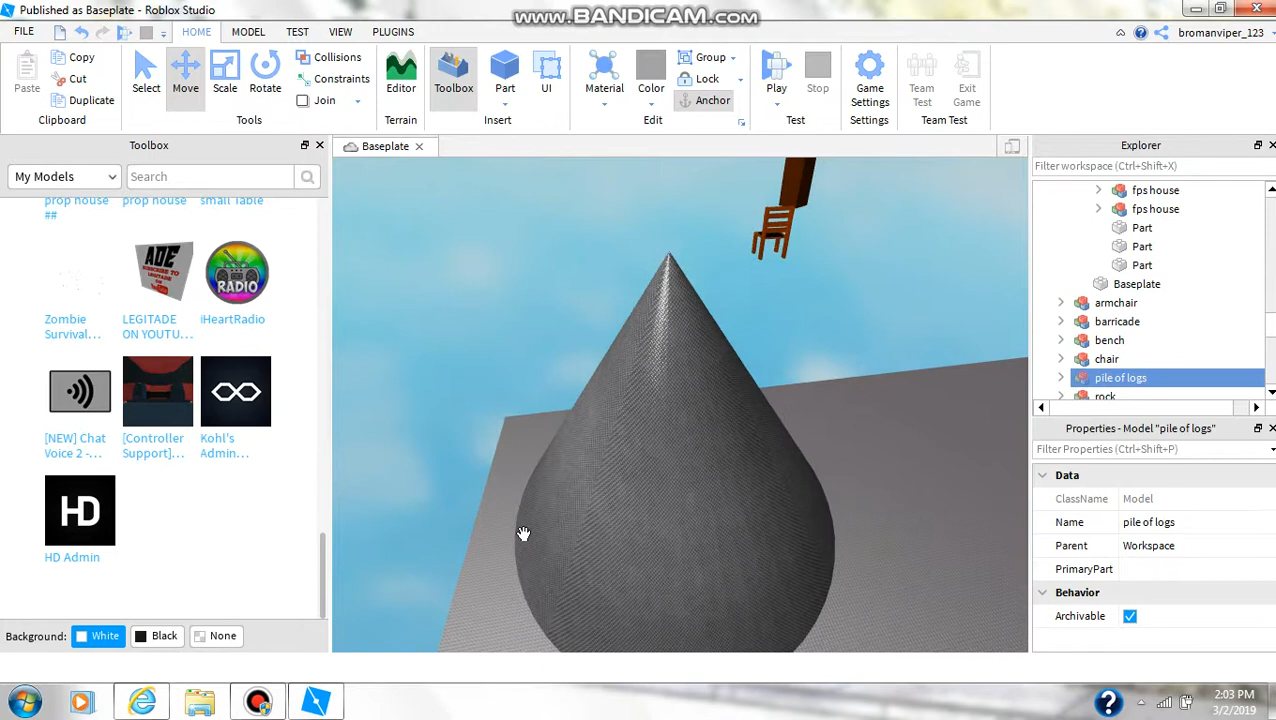 Published as Baseplate - Roblox Studio
WWW.BANDICAM.COM
FILE HOME MODEL TEST VIEW PLUGINS
bromanviper_123
Paste Copy Cut Duplicate
Clipboard
Select Move Scale Rotate
Collisions
Constraints
Join
Tools
Editor
Terrain
Toolbox Part UI
Insert
Material Color
Group
Lock
Anchor
Edit
Play Stop
Test
Game Settings
Settings
Team Test
Exit Game
Team Test
Toolbox
My Models
Search
prop house ##
prop house
small Table
ADE
SUBSCRIBE TO
LEGITADE
RADIO
Zombie Survival...
LEGITADE ON YOUTU...
iHeartRadio
[NEW] Chat Voice 2 -...
[Controller Support]...
Kohl's Admin...
HD
HD Admin
Background: White Black None
Baseplate
Explorer
Filter workspace (Ctrl+Shift+X)
fps house
fps house
Part
Part
Part
Baseplate
armchair
barricade
bench
chair
pile of logs
rock
Properties - Model "pile of logs"
Filter Properties (Ctrl+Shift+P)
Data
ClassName Model
Name pile of logs
Parent Workspace
PrimaryPart
Behavior
Archivable
2:03 PM
3/2/2019